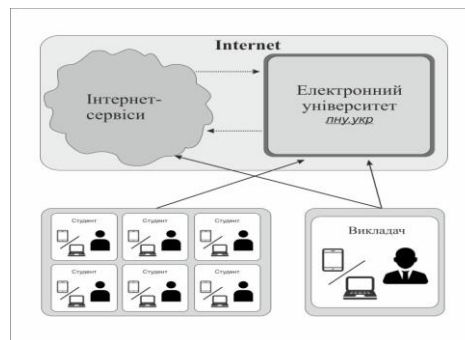 Internet
Інтернет-
сервіси
Електронний
університет
пну.укр
Студент
Студент
Студент
Викладач
Студент
Студент
Студент